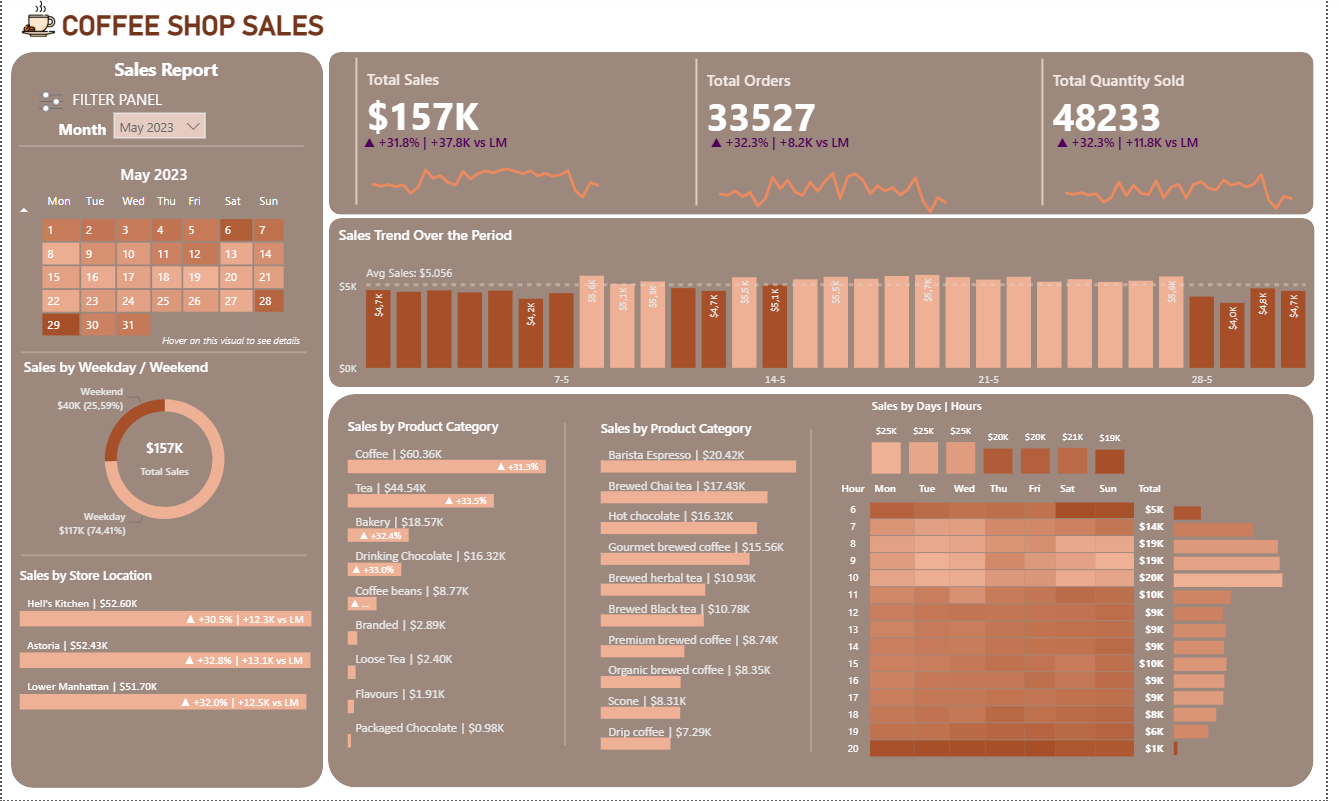 COFFEE SHOP SALES
Sales Report
FILTER PANEL
Month May 2023
May 2023
Mon Tue Wed Thu Fri Sat Sun
1 2 3 4 5 6 7
8 9 10 11 12 13 14
15 16 17 18 19 20 21
22 23 24 25 26 27 28
29 30 31
Hover on this visual to see details
Sales by Weekday / Weekend
Weekend
$40K (25,59%)
$157K
Total Sales
Weekday
$117K (74,41%)
Sales by Store Location
Hell's Kitchen | $52.60K
▲ +30.5% | +12.3K vs LM
Astoria | $52.43K
▲ +32.8% | +13.1K vs LM
Lower Manhattan | $51.70K
▲ +32.0% | +12.5K vs LM
Total Sales
$157K
▲ +31.8% | +37.8K vs LM
Total Orders
33527
▲ +32.3% | +8.2K vs LM
Total Quantity Sold
48233
▲ +32.3% | +11.8K vs LM
Sales Trend Over the Period
Avg Sales: $5.056
$5K
$0K
$4,7K $4,2K $5,6K $5,1K $5,3K $4,7K $5,5K $5,1K $5,5K $5,7K $5,6K $4,0K $4,8K $4,7K
7-5 14-5 21-5 28-5
Sales by Product Category
Coffee | $60.36K
▲ +31.3%
Tea | $44.54K
▲ +33.5%
Bakery | $18.57K
▲ +32.4%
Drinking Chocolate | $16.32K
▲ +33.0%
Coffee beans | $8.77K
▲ ...
Branded | $2.89K
Loose Tea | $2.40K
Flavours | $1.91K
Packaged Chocolate | $0.98K
Sales by Product Category
Barista Espresso | $20.42K
Brewed Chai tea | $17.43K
Hot chocolate | $16.32K
Gourmet brewed coffee | $15.56K
Brewed herbal tea | $10.93K
Brewed Black tea | $10.78K
Premium brewed coffee | $8.74K
Organic brewed coffee | $8.35K
Scone | $8.31K
Drip coffee | $7.29K
Sales by Days | Hours
$25K $25K $25K $20K $20K $21K $19K
Hour Mon Tue Wed Thu Fri Sat Sun Total
6 $5K
7 $14K
8 $19K
9 $19K
10 $20K
11 $10K
12 $9K
13 $9K
14 $9K
15 $10K
16 $9K
17 $9K
18 $8K
19 $6K
20 $1K